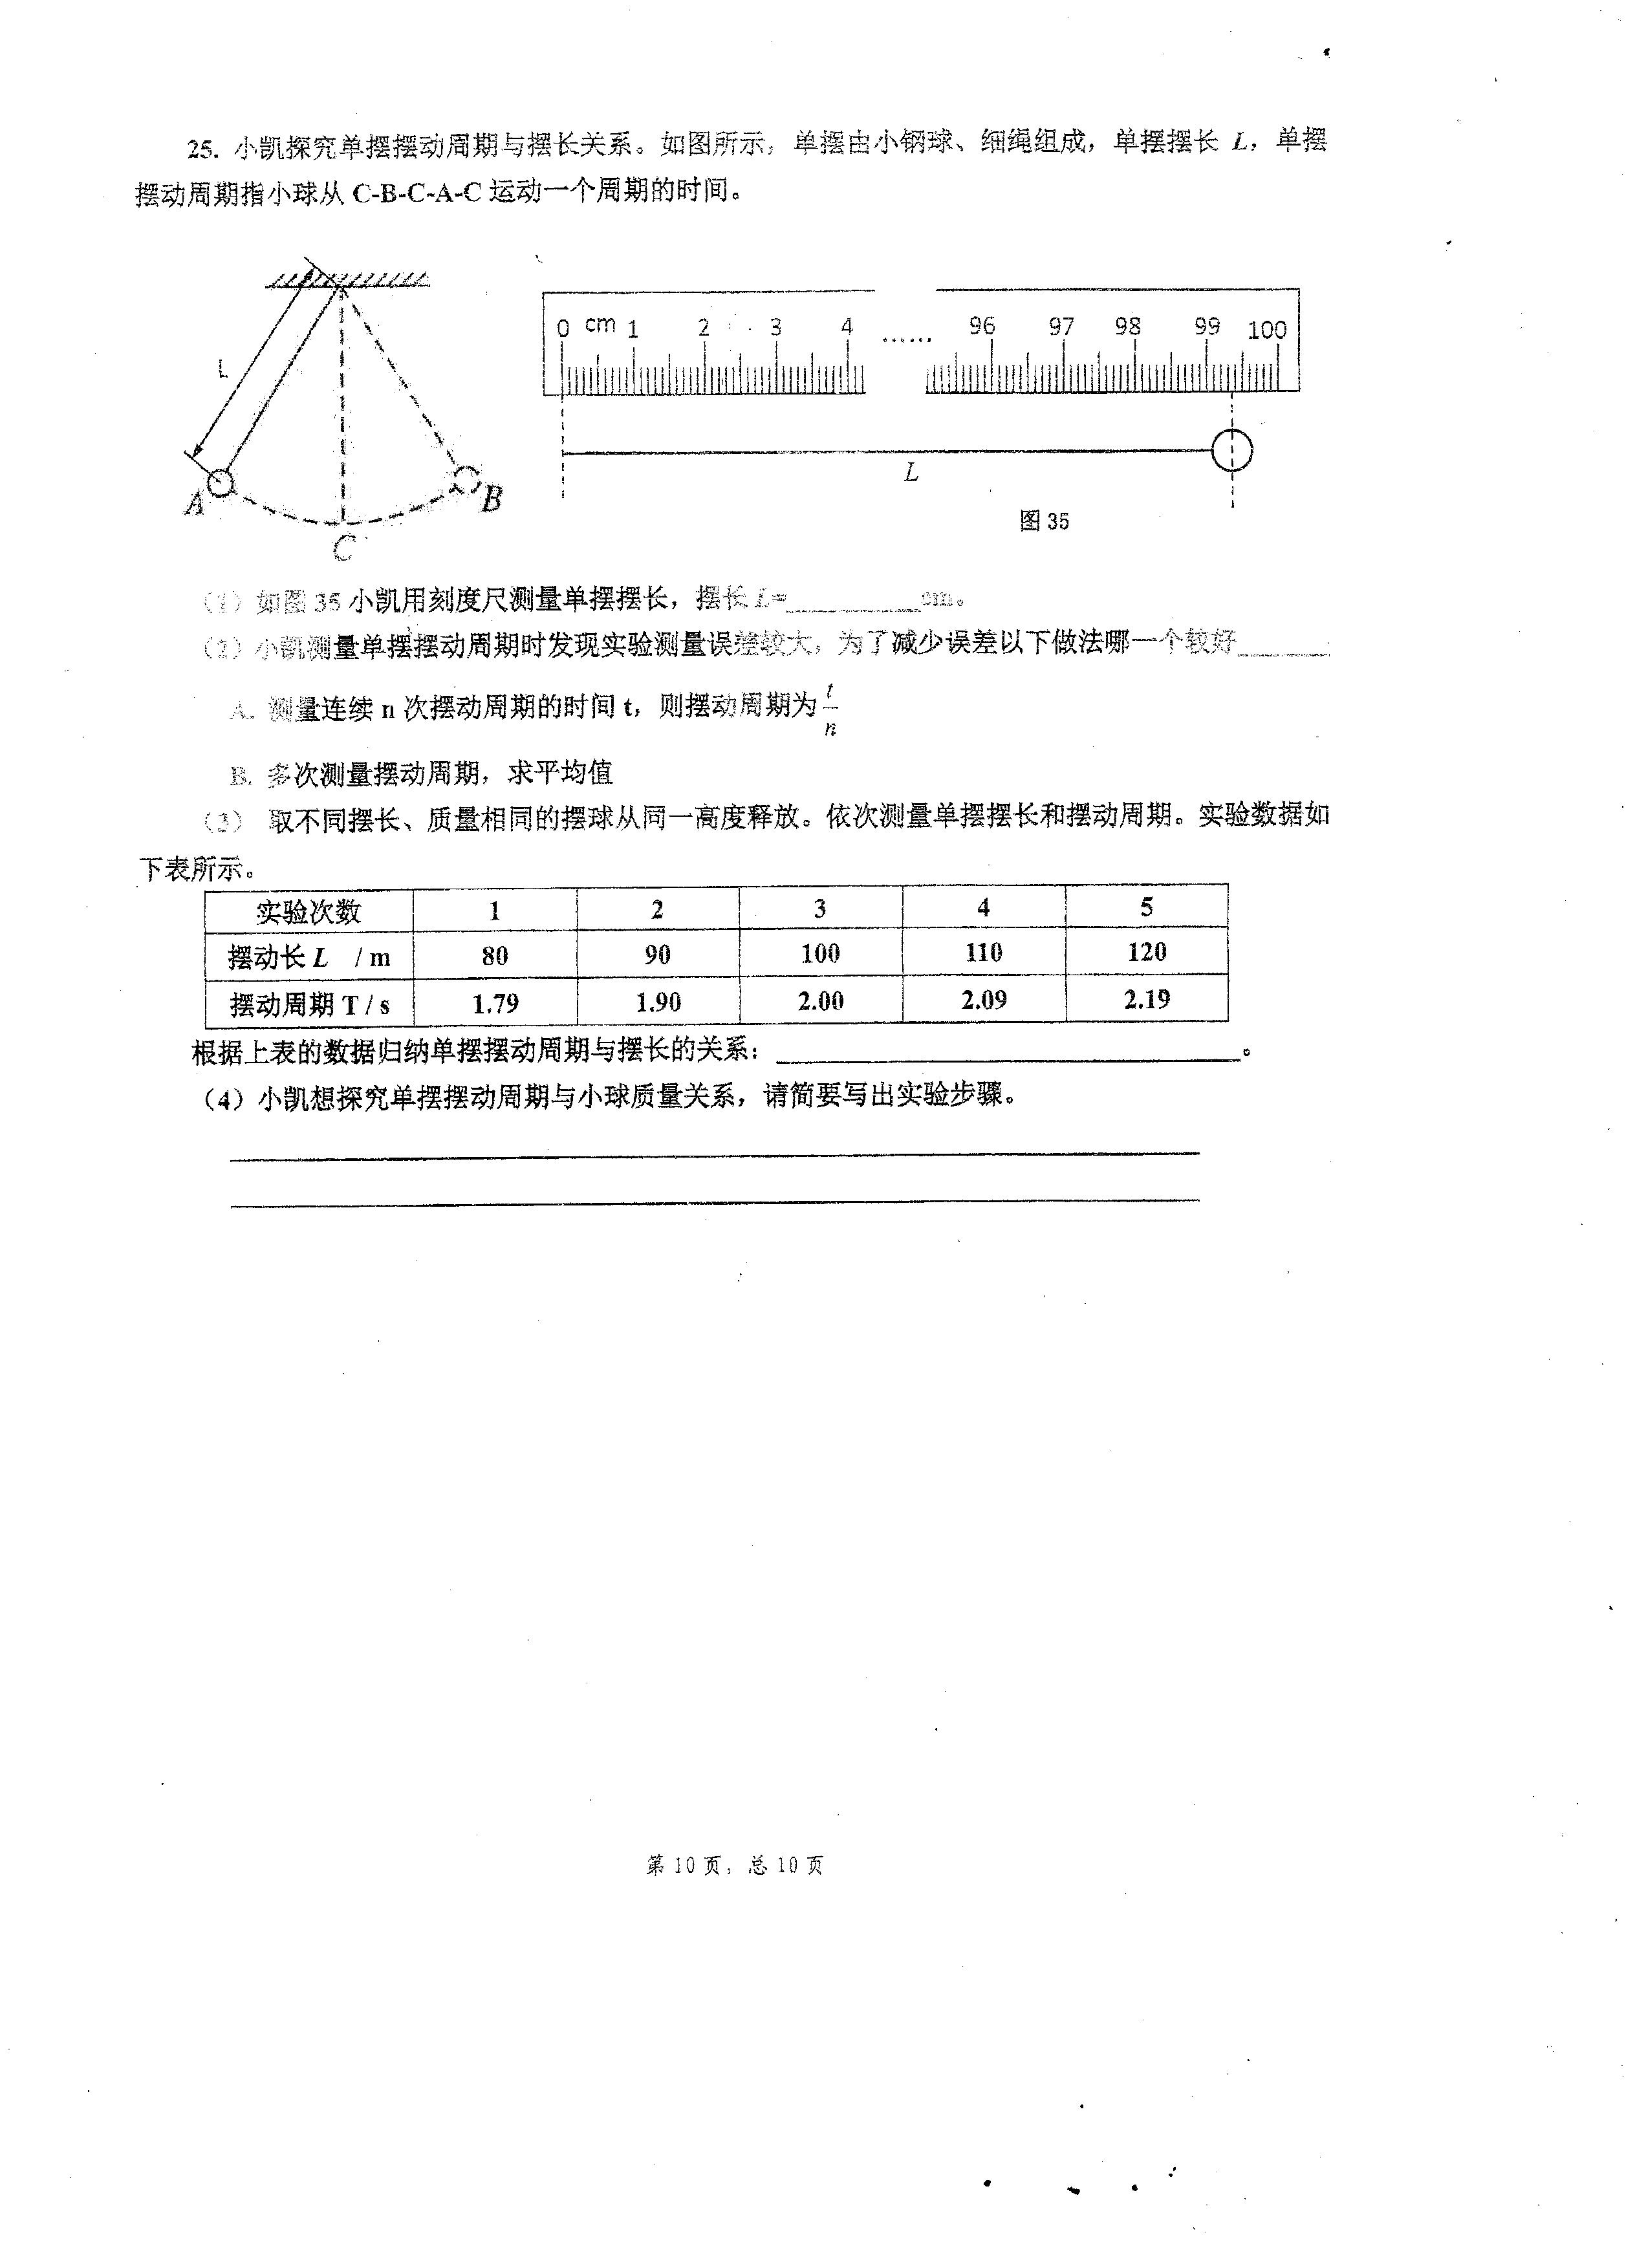 25. 小凯探究单摆摆动周期与摆长关系。如图所示，单摆由小钢球、细绳组成，单摆摆长 L，单摆
摆动周期指小球从 C-B-C-A-C 运动一个周期的时间。
L
A
B
C
0 cm 1 2 3 4 …… 96 97 98 99 100
L
图 35
（1）如图 35 小凯用刻度尺测量单摆摆长，摆长 L=__________cm。
（2）小凯测量单摆摆动周期时发现实验测量误差较大，为了减少误差以下做法哪一个较好_______
A. 测量连续 n 次摆动周期的时间 t，则摆动周期为 t/n
B. 多次测量摆动周期，求平均值
（3） 取不同摆长、质量相同的摆球从同一高度释放。依次测量单摆摆长和摆动周期。实验数据如
下表所示。
实验次数 1 2 3 4 5
摆动长 L /m 80 90 100 110 120
摆动周期 T/s 1.79 1.90 2.00 2.09 2.19
根据上表的数据归纳单摆摆动周期与摆长的关系：__________________________________。
（4）小凯想探究单摆摆动周期与小球质量关系，请简要写出实验步骤。
第 10 页，总 10 页